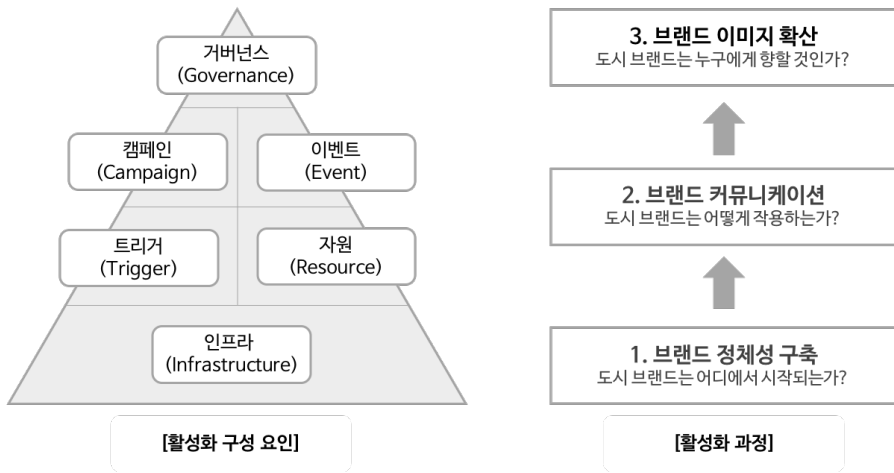 거버넌스
(Governance)
캠페인
(Campaign)
이벤트
(Event)
트리거
(Trigger)
자원
(Resource)
인프라
(Infrastructure)
[활성화 구성 요인]
3. 브랜드 이미지 확산
도시 브랜드는 누구에게 향할 것인가?
2. 브랜드 커뮤니케이션
도시 브랜드는 어떻게 작용하는가?
1. 브랜드 정체성 구축
도시 브랜드는 어디에서 시작되는가?
[활성화 과정]